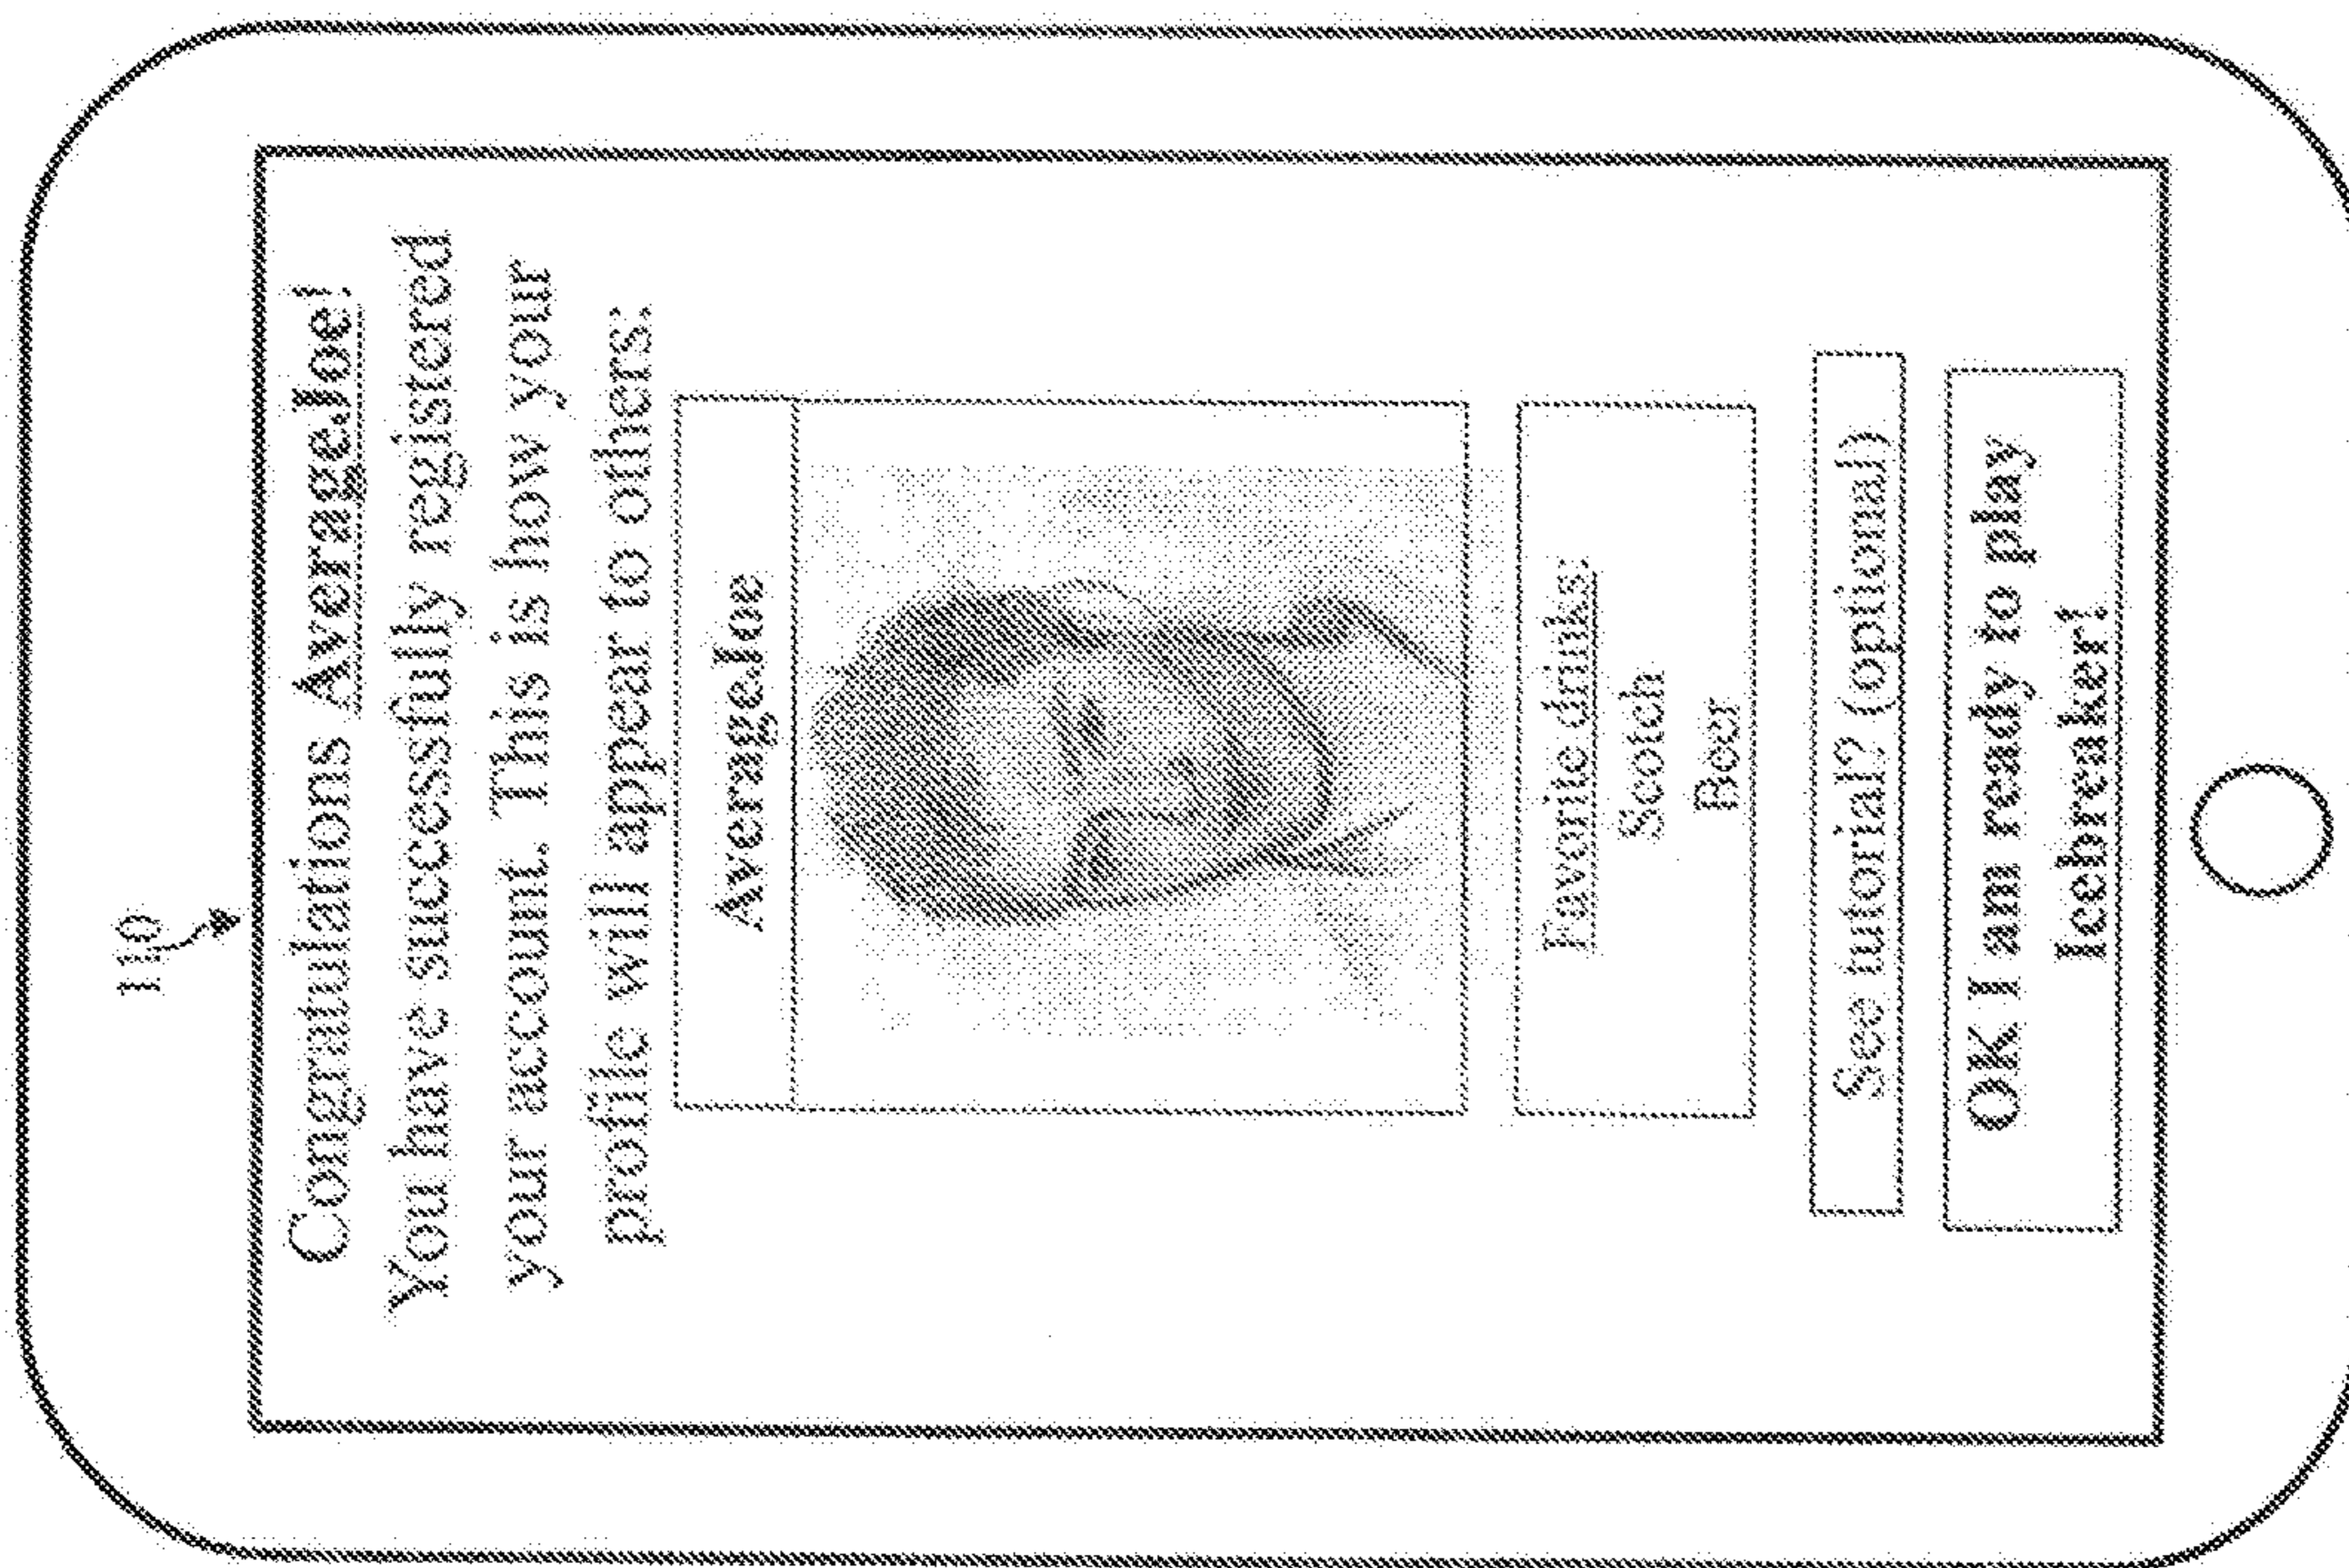 110
Congratulations AverageJoe!
You have successfully registered
your account. This is how your
profile will appear to others:
AverageJoe
Favorite drinks:
Scotch
Beer
See tutorial? (optional)
OK I am ready to play
Icebreaker!